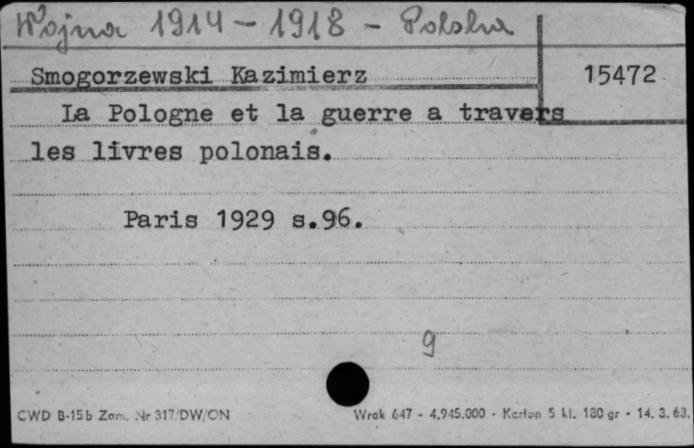 Wojna 1914 - 1918 - Polska
Smogorzewski Kazimierz
15472
La Pologne et la guerre a travers
les livres polonais.
Paris 1929 s.96.
9
CWD B-15b Zam. Nr 317/DW/ON
Wrak 647 - 4,945,000 - Karton 5 kl. 180 gr - 14. 3. 63.